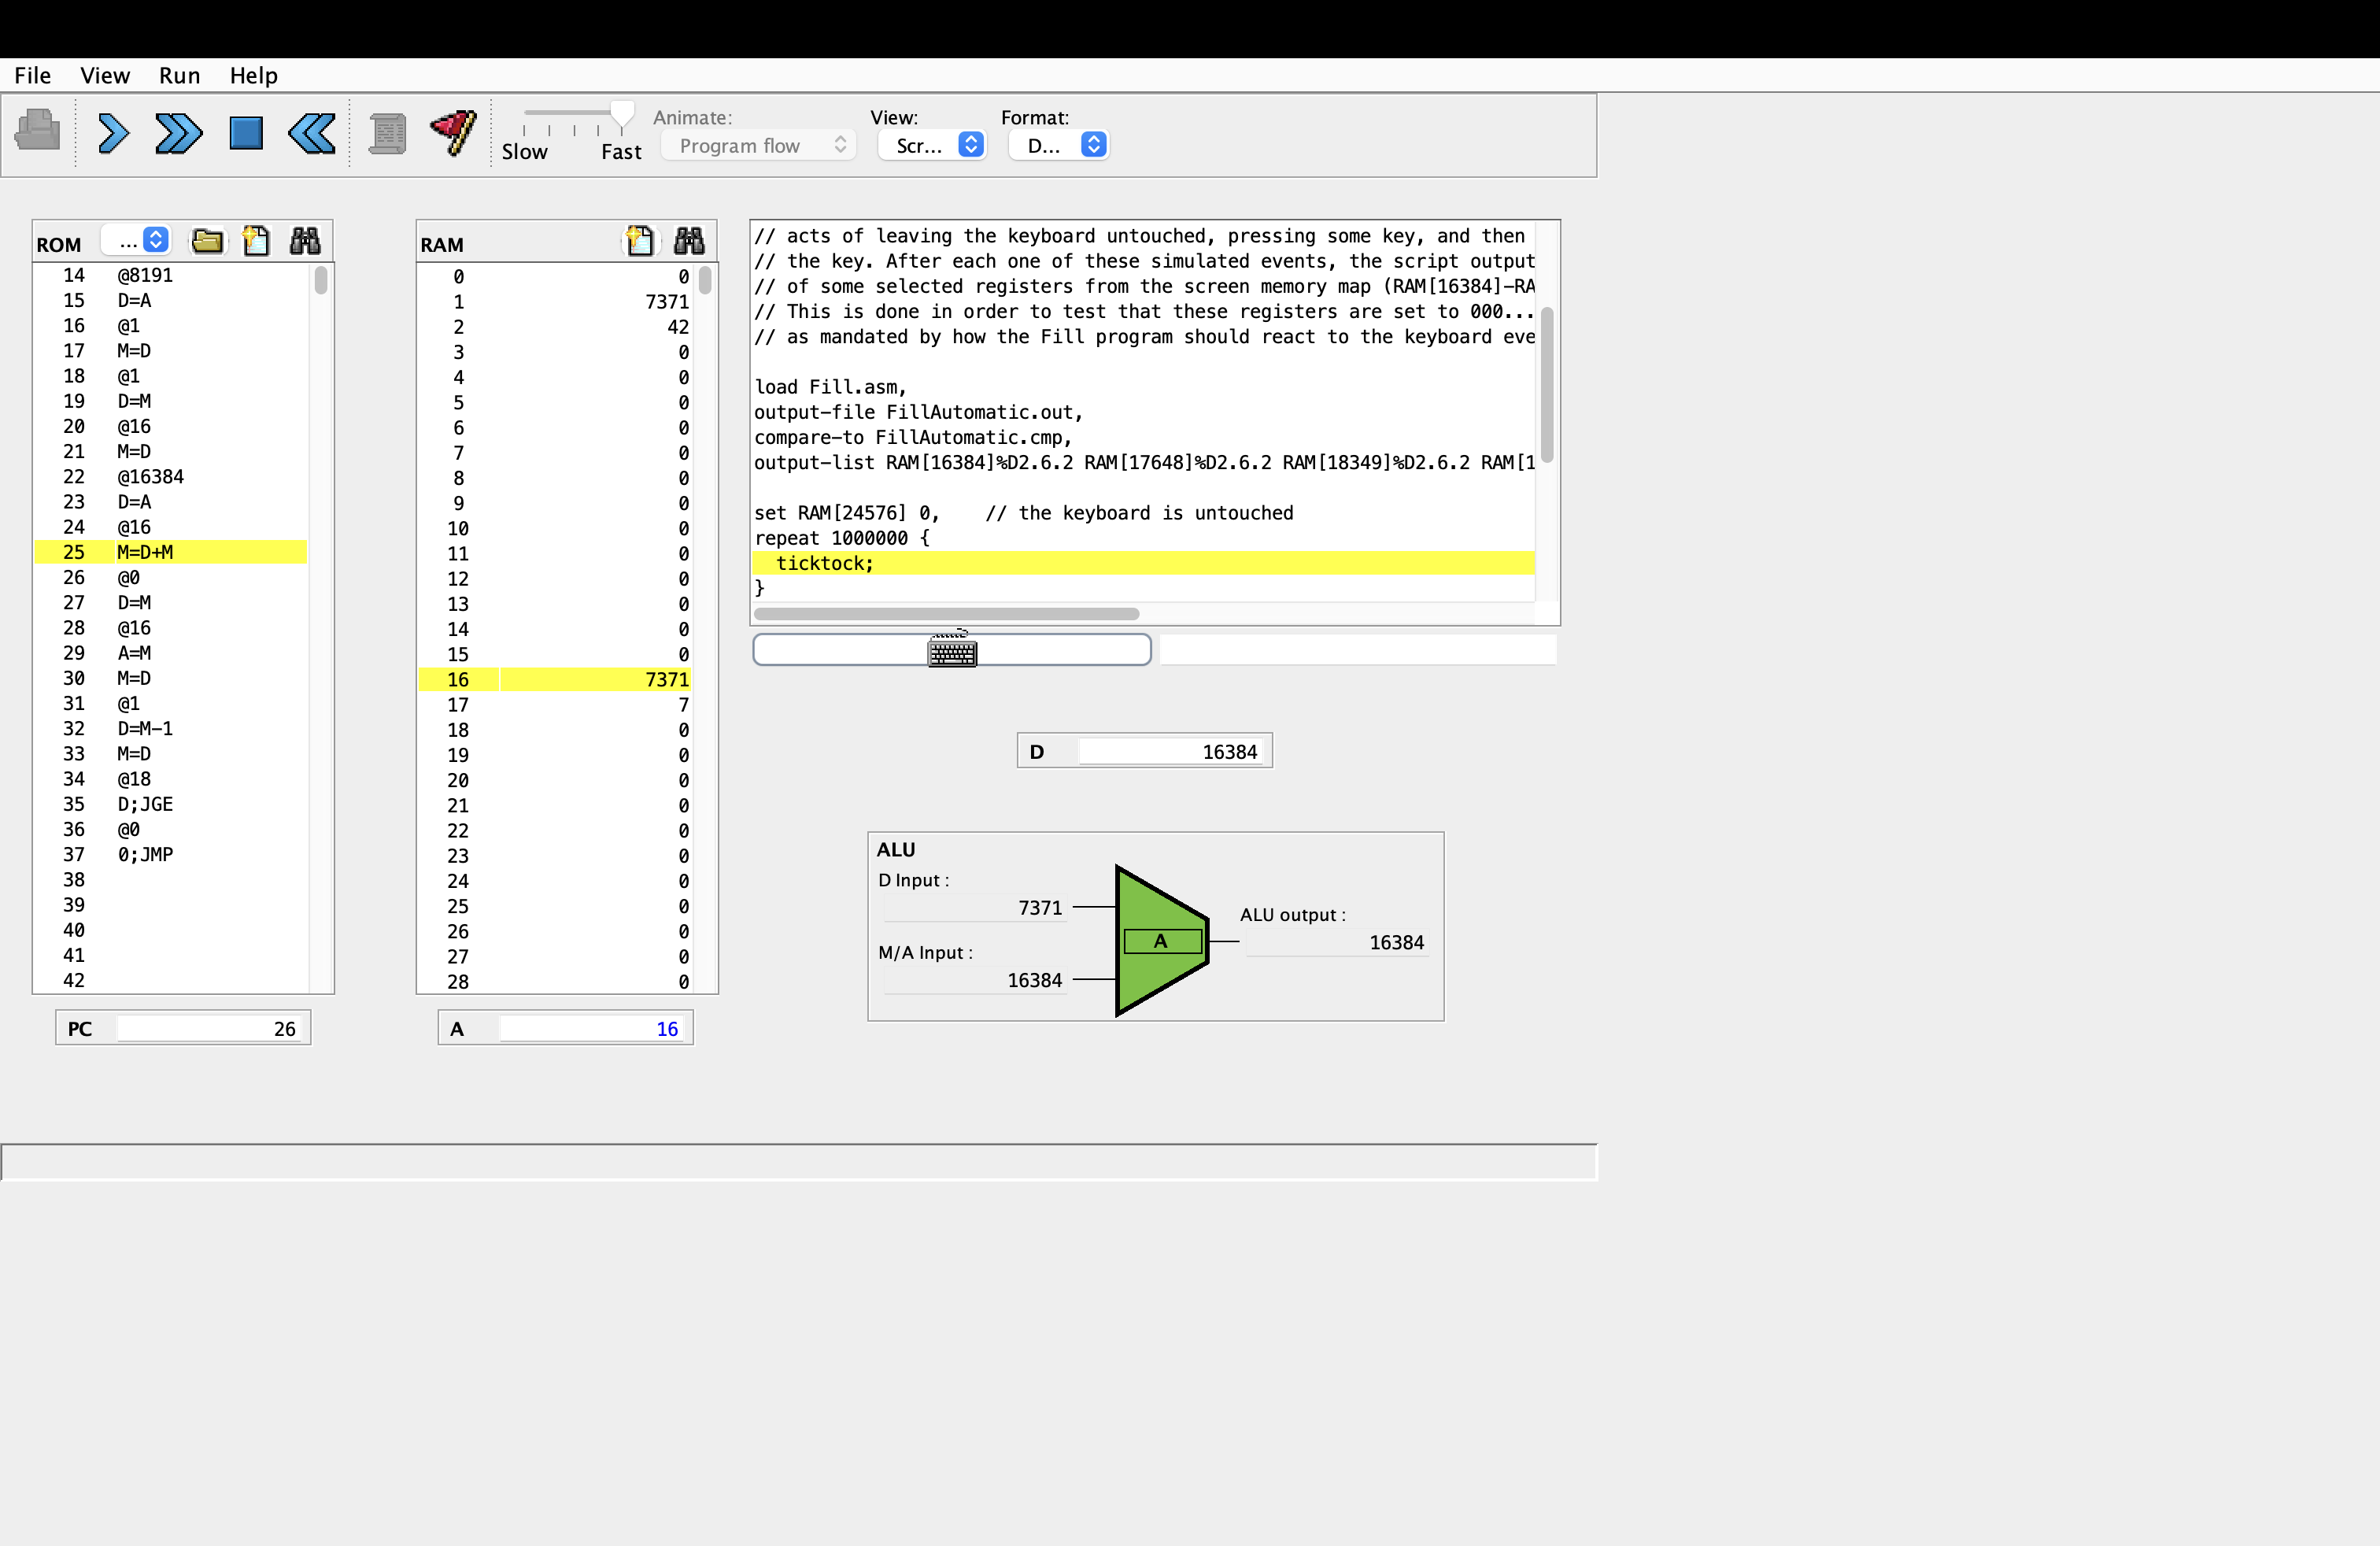 File View Run Help
Slow Fast
Animate:
Program flow
View:
Scr...
Format:
D...
ROM ...
14 @8191
15 D=A
16 @1
17 M=D
18 @1
19 D=M
20 @16
21 M=D
22 @16384
23 D=A
24 @16
25 M=D+M
26 @0
27 D=M
28 @16
29 A=M
30 M=D
31 @1
32 D=M-1
33 M=D
34 @18
35 D;JGE
36 @0
37 0;JMP
38
39
40
41
42
PC 26
RAM
0 0
1 7371
2 42
3 0
4 0
5 0
6 0
7 0
8 0
9 0
10 0
11 0
12 0
13 0
14 0
15 0
16 7371
17 7
18 0
19 0
20 0
21 0
22 0
23 0
24 0
25 0
26 0
27 0
28 0
A 16
// acts of leaving the keyboard untouched, pressing some key, and then
// the key. After each one of these simulated events, the script output
// of some selected registers from the screen memory map (RAM[16384]-RA
// This is done in order to test that these registers are set to 000...
// as mandated by how the Fill program should react to the keyboard eve
load Fill.asm,
output-file FillAutomatic.out,
compare-to FillAutomatic.cmp,
output-list RAM[16384]%D2.6.2 RAM[17648]%D2.6.2 RAM[18349]%D2.6.2 RAM[1
set RAM[24576] 0, // the keyboard is untouched
repeat 1000000 {
ticktock;
}
D 16384
ALU
D Input :
7371
M/A Input :
16384
A
ALU output :
16384